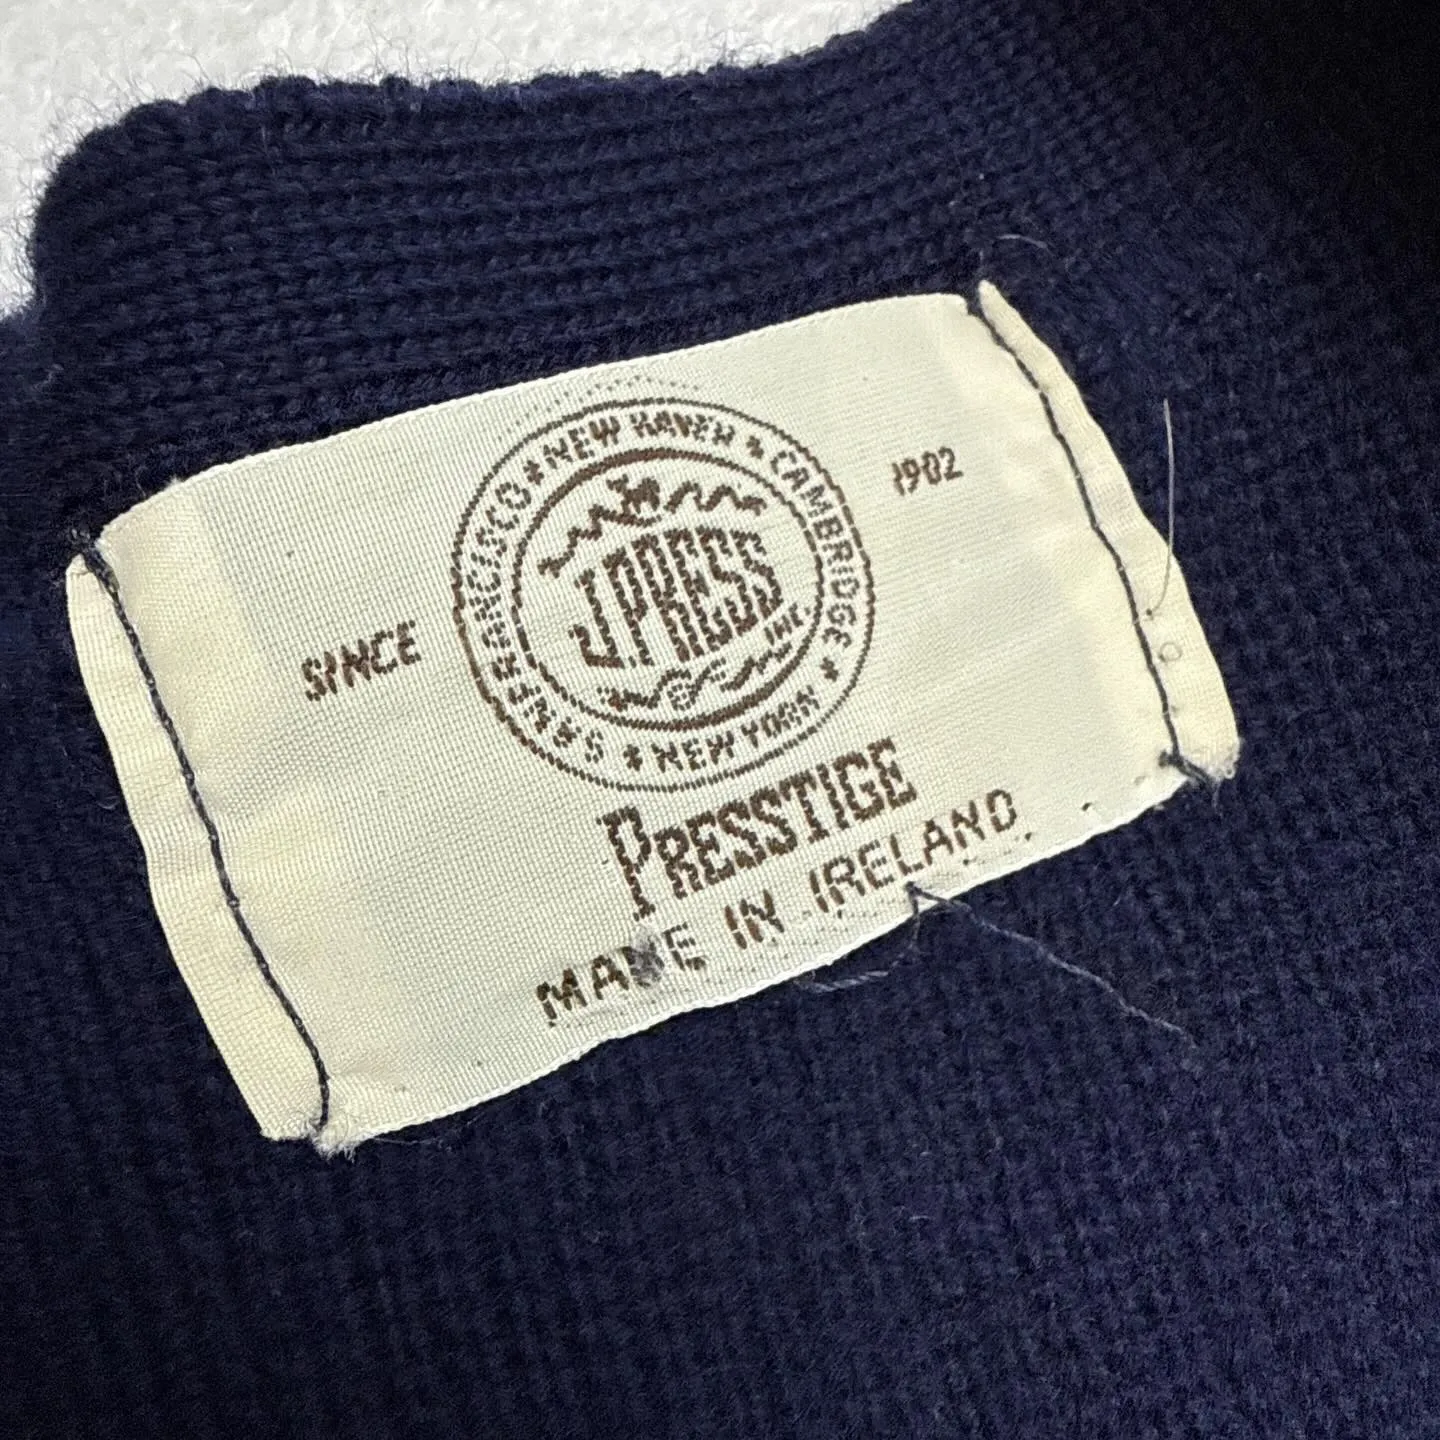 SAN FRANCISCO * NEW HAVEN * CAMBRIDGE * NEW YORK *
J. PRESS
INC
SINCE 1902
PRESSTIGE
MADE IN IRELAND